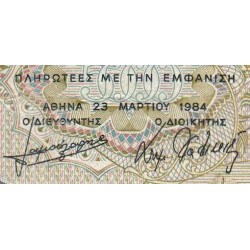 ΠΛΗΡΩΤΕΕΣ ΜΕ ΤΗΝ ΕΜΦΑΝΙΣΗ
ΑΘΗΝΑ 23 ΜΑΡΤΙΟΥ 1984
Ο ΔΙΕΥΘΥΝΤΗΣ Ο ΔΙΟΙΚΗΤΗΣ